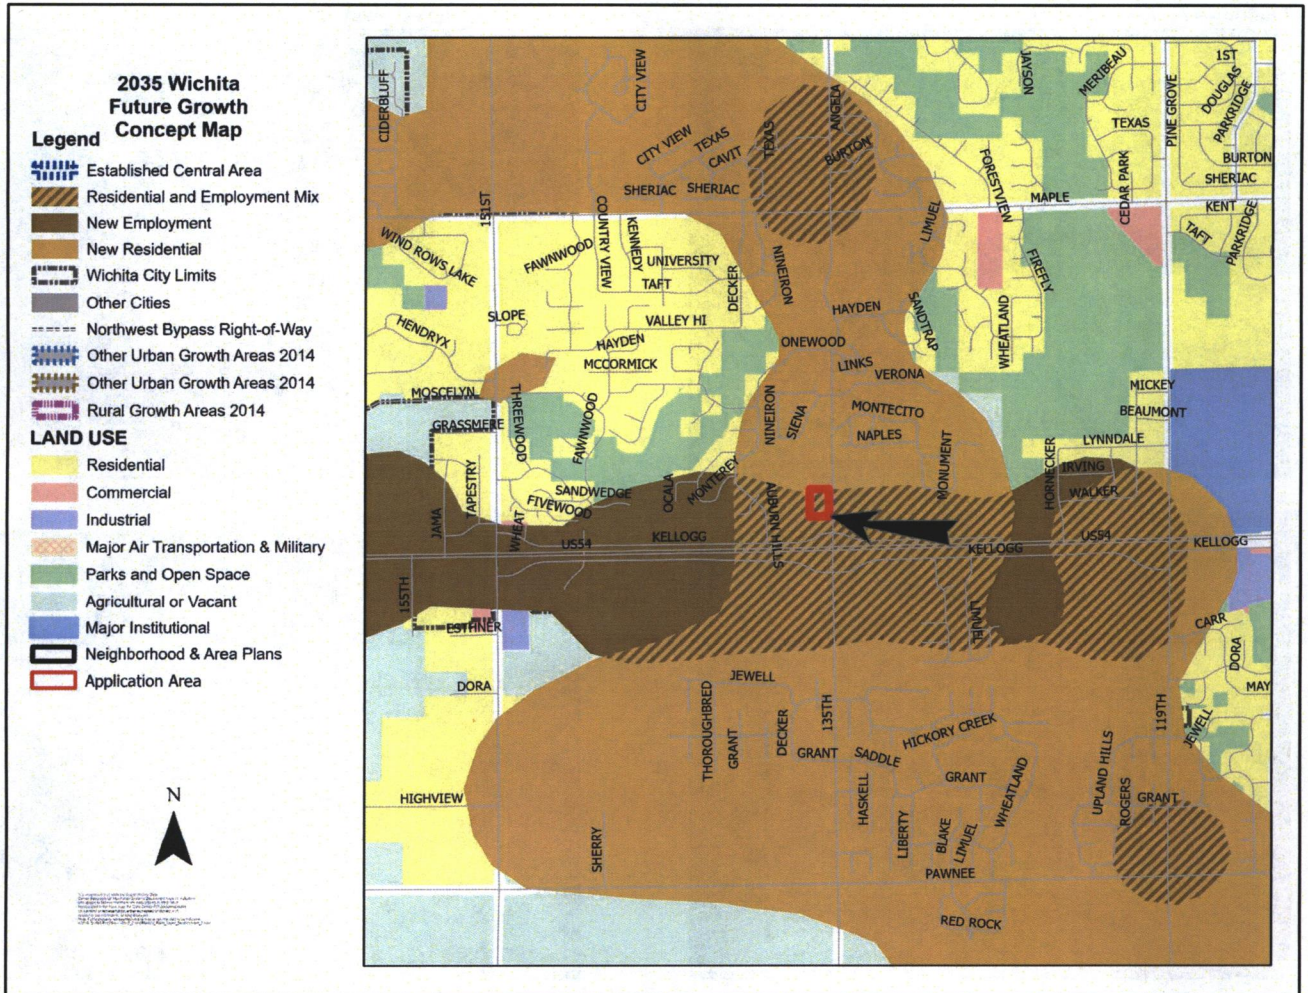 2035 Wichita
Future Growth
Concept Map
Legend
Established Central Area
Residential and Employment Mix
New Employment
New Residential
Wichita City Limits
Other Cities
Northwest Bypass Right-of-Way
Other Urban Growth Areas 2014
Other Urban Growth Areas 2014
Rural Growth Areas 2014
LAND USE
Residential
Commercial
Industrial
Major Air Transportation & Military
Parks and Open Space
Agricultural or Vacant
Major Institutional
Neighborhood & Area Plans
Application Area
N
CIDERBLUFF
CITY VIEW
CITY VIEW
TEXAS
CAVIT
SHERIAC
SHERIAC
TEXAS
ANGELA
BURTON
JAYSON
MERIBEAU
TEXAS
PINE GROVE
1ST
DOUGLAS
PARKRIDGE
BURTON
SHERIAC
FORESTVIEW
MAPLE
CEDAR PARK
KENT
TAFT
PARKRIDGE
151ST
WIND ROWS LAKE
FAWNWOOD
COUNTRY VIEW
KENNEDY
UNIVERSITY
TAFT
DECKER
NINEIRON
LIMUEL
FIREFLY
WHEATLAND
HENDRYX
SLOPE
VALLEY HI
HAYDEN
MCCORMICK
HAYDEN
SANDTRAP
ONEWOOD
LINKS
VERONA
MOSCELYN
GRASSMERE
THREEWOOD
FAWNWOOD
NINEIRON
SIENA
MONTECITO
NAPLES
MONUMENT
MICKEY
BEAUMONT
LYNNDALE
HORNECKER
IRVING
WALKER
JAMA
TAPESTRY
WHEAT
FIVEWOOD
SANDWEDGE
OCALA
MONTEREY
AUBURN HILLS
US54
KELLOGG
KELLOGG
US54
KELLOGG
155TH
ESTHNER
LIMUEL
CARR
DORA
DORA
MAY
JEWELL
JEWELL
THOROUGHBRED
GRANT
DECKER
135TH
GRANT
SADDLE
HICKORY CREEK
119TH
HASKELL
GRANT
WHEATLAND
UPLAND HILLS
ROGERS
GRANT
HIGHVIEW
SHERRY
LIBERTY
BLAKE
LIMUEL
PAWNEE
RED ROCK